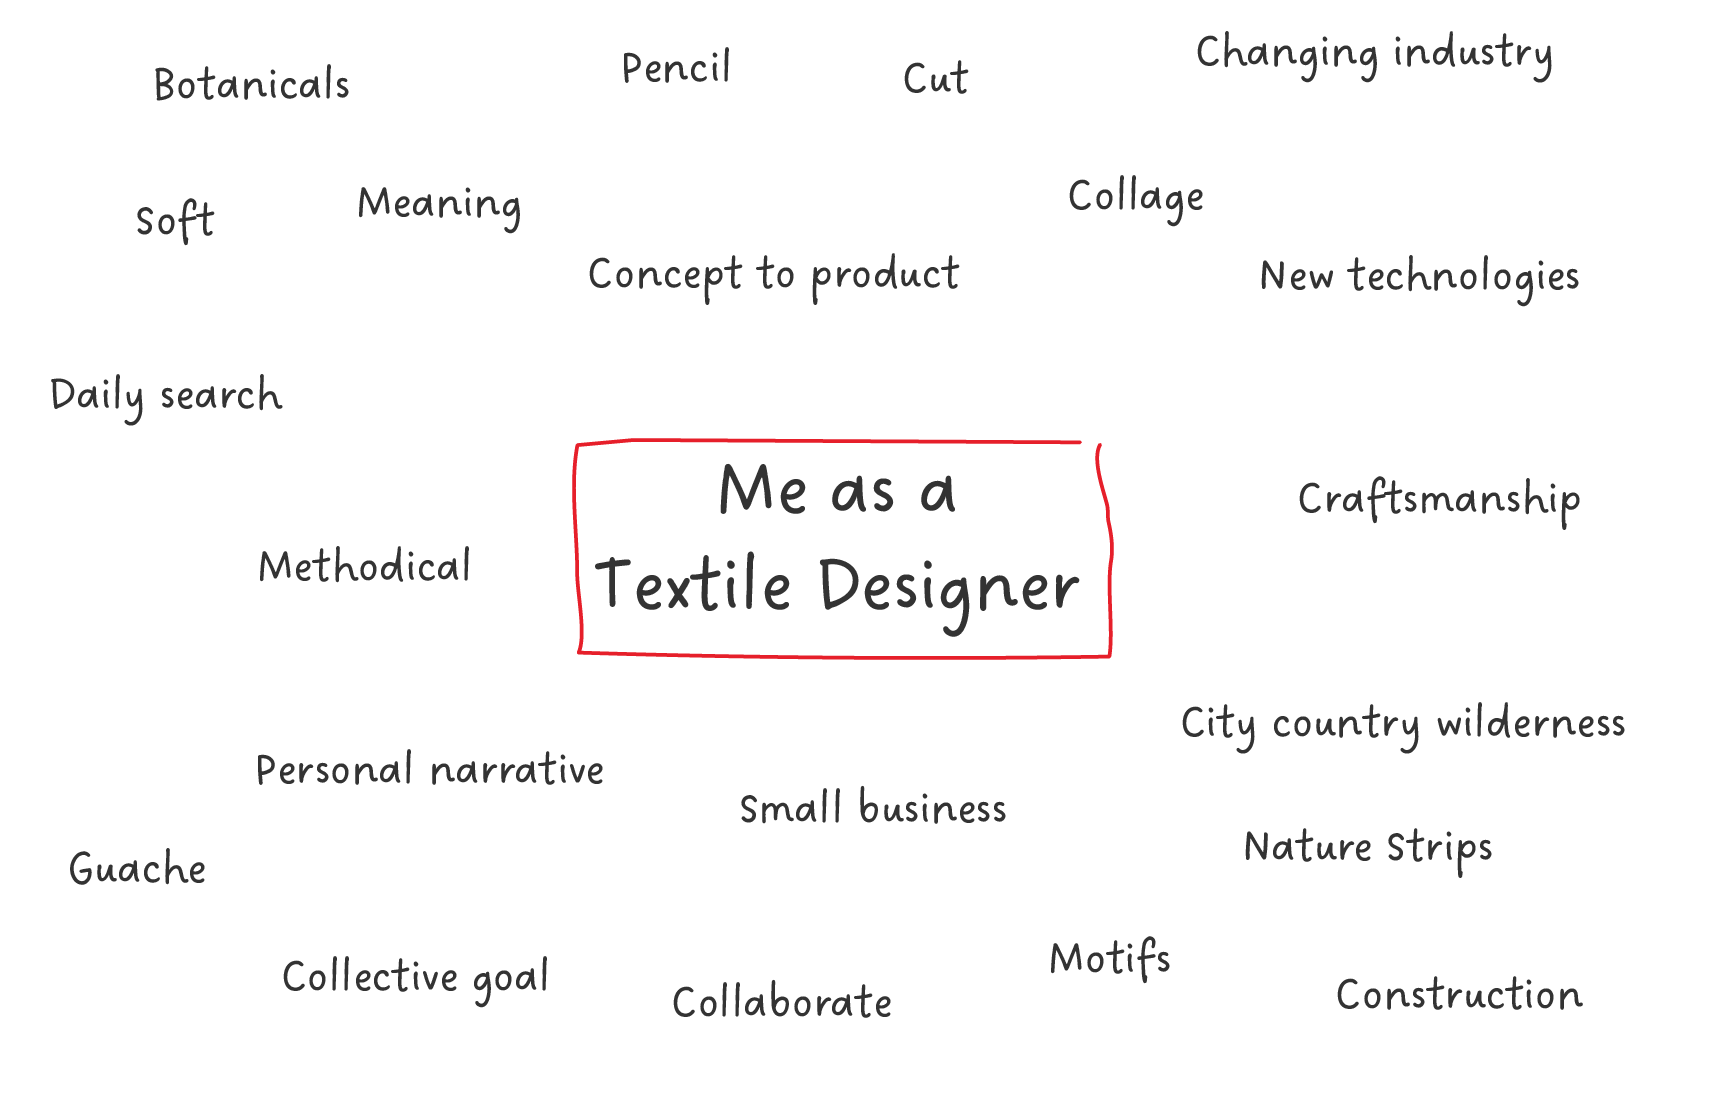 Botanicals
Pencil
Cut
Changing industry
Soft
Meaning
Collage
Concept to product
New technologies
Daily search
Me as a
Textile Designer
Craftsmanship
Methodical
City country wilderness
Personal narrative
Small business
Nature Strips
Guache
Collective goal
Collaborate
Motifs
Construction